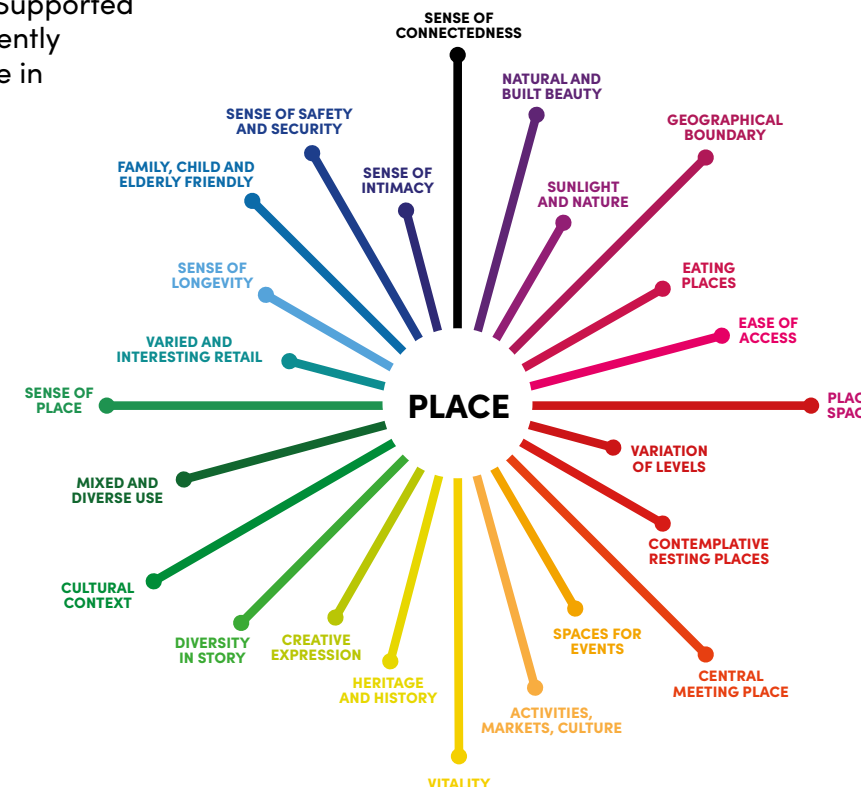 Supported
ently
e in
SENSE OF
CONNECTEDNESS
NATURAL AND
BUILT BEAUTY
GEOGRAPHICAL
BOUNDARY
SUNLIGHT
AND NATURE
EATING
PLACES
EASE OF
ACCESS
PLAC
SPAC
VARIATION
OF LEVELS
CONTEMPLATIVE
RESTING PLACES
CENTRAL
MEETING PLACE
SPACES FOR
EVENTS
ACTIVITIES,
MARKETS, CULTURE
VITALITY
HERITAGE
AND HISTORY
CREATIVE
EXPRESSION
DIVERSITY
IN STORY
CULTURAL
CONTEXT
MIXED AND
DIVERSE USE
SENSE OF
PLACE
VARIED AND
INTERESTING RETAIL
SENSE OF
LONGEVITY
FAMILY, CHILD AND
ELDERLY FRIENDLY
SENSE OF SAFETY
AND SECURITY
SENSE OF
INTIMACY
PLACE